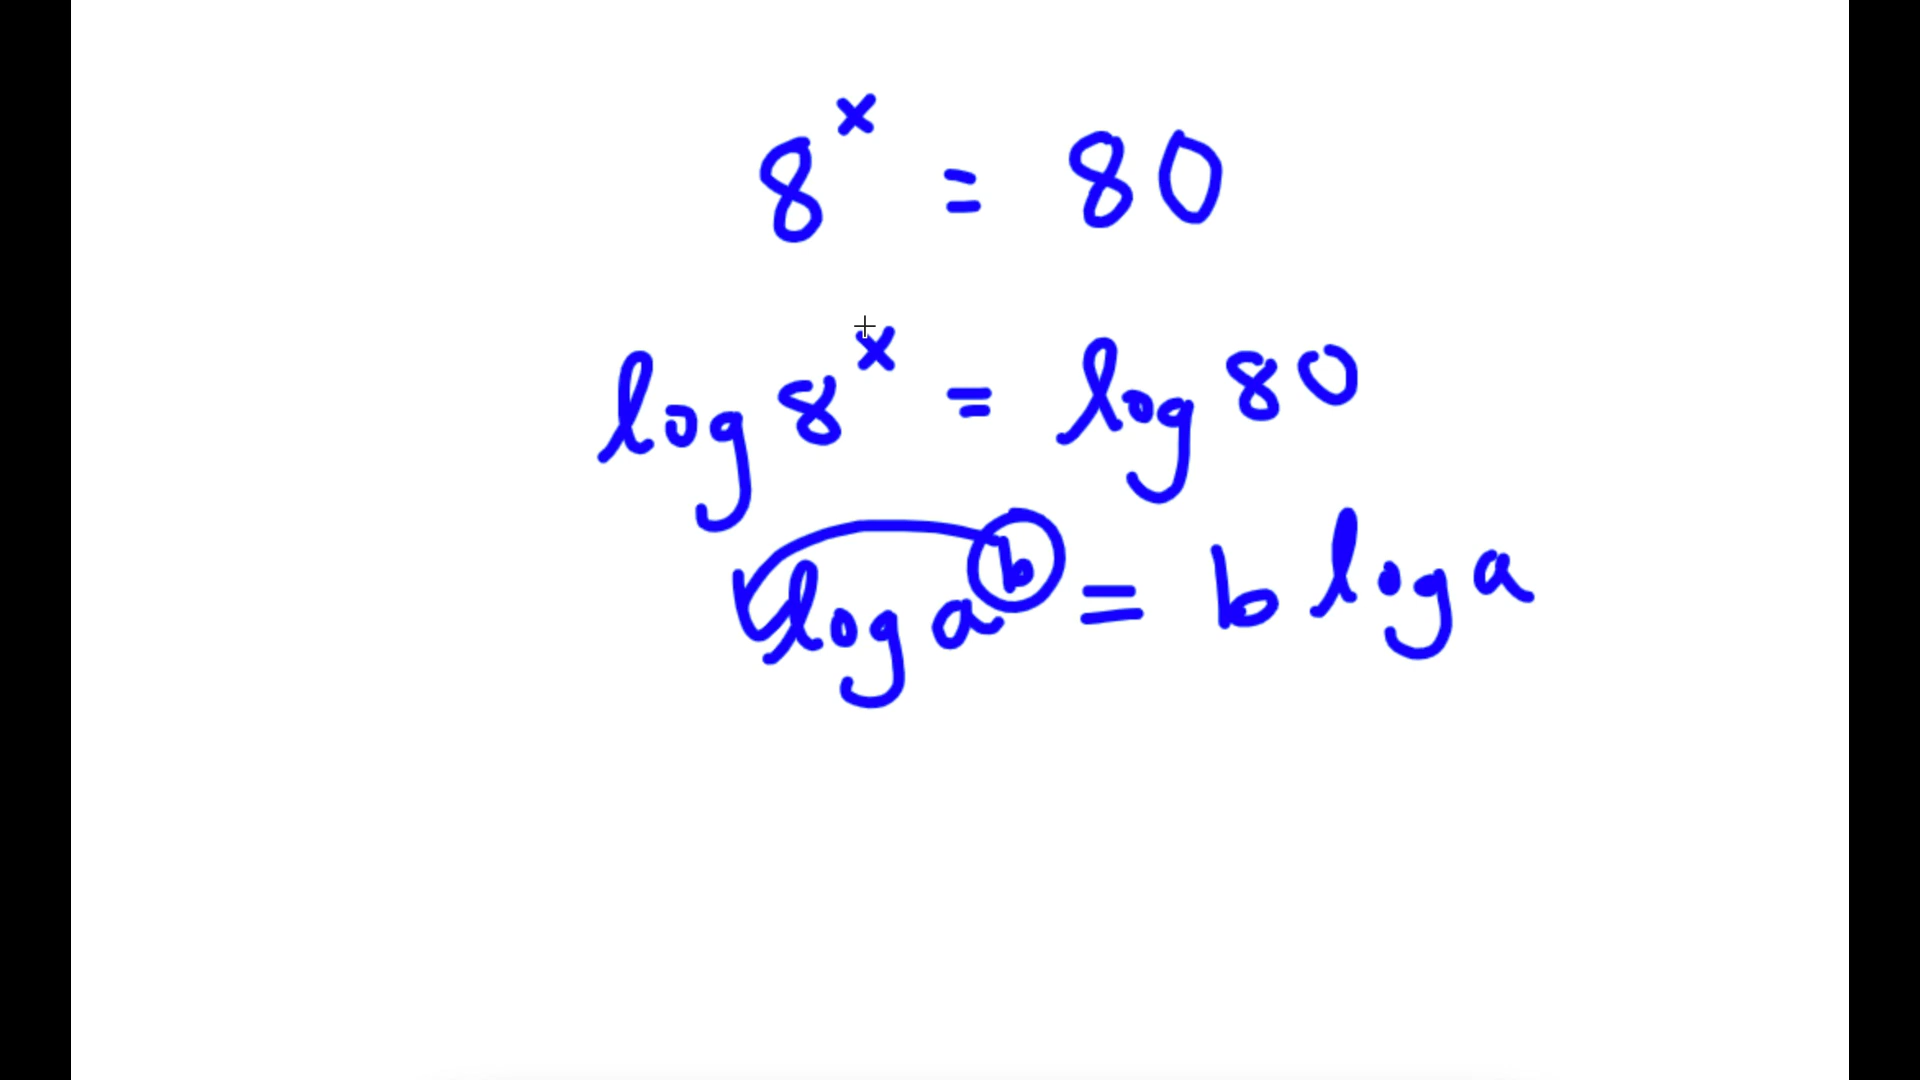 8^x = 80
log 8^x = log 80
log a^b = b log a